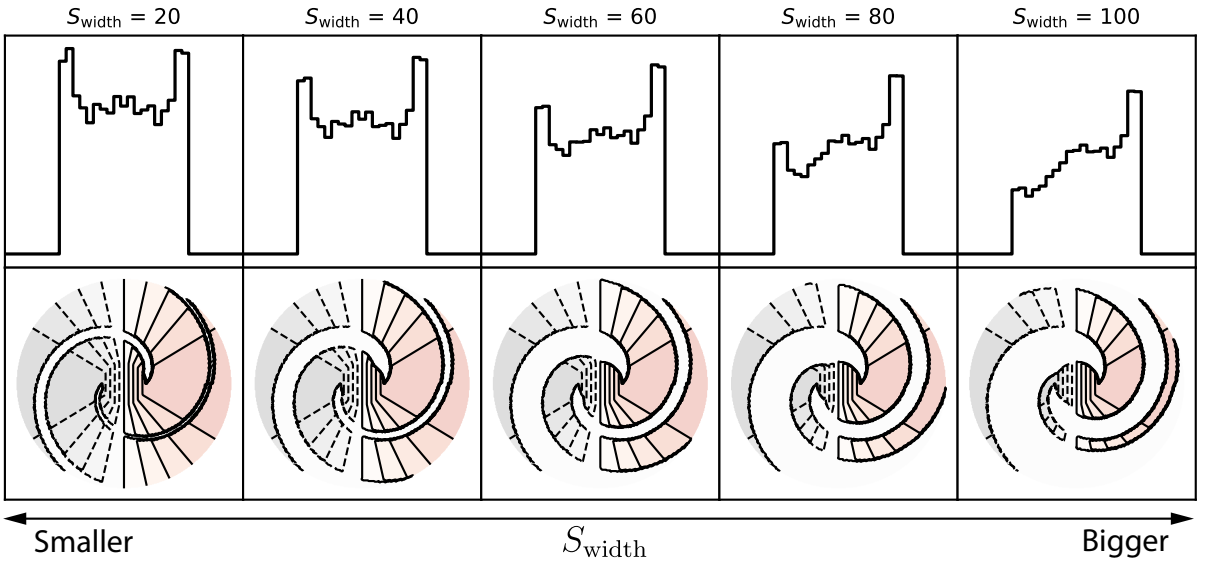 S_width = 20 S_width = 40 S_width = 60 S_width = 80 S_width = 100
Smaller S_width Bigger